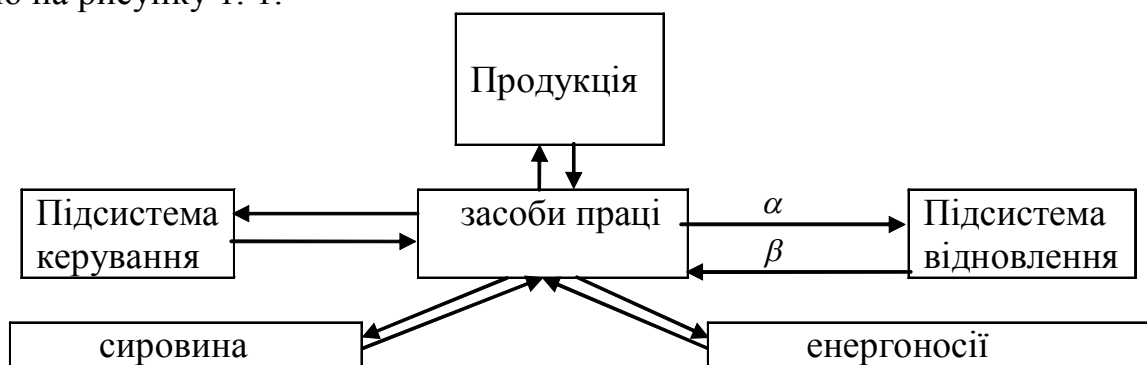 на рисунку 1. 1.
Продукція
Підсистема
керування
засоби праці
α
β
Підсистема
відновлення
сировина
енергоносії